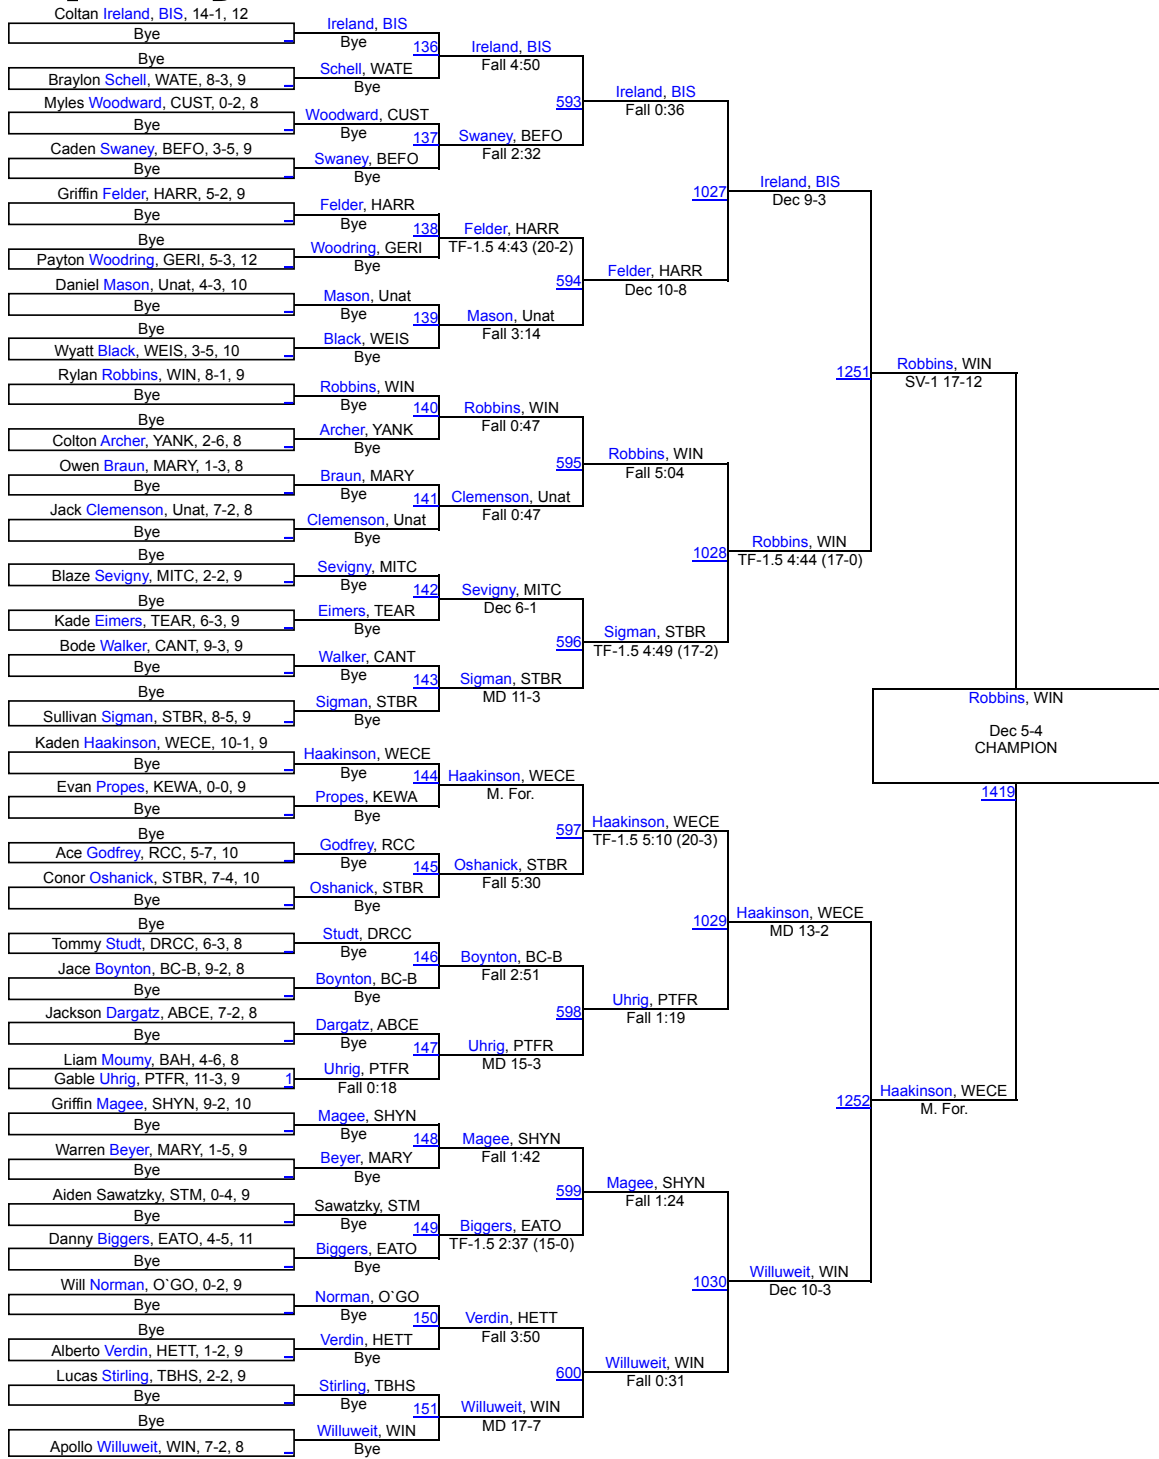 Coltan Ireland, BIS, 14-1, 12
Bye
Bye
Braylon Schell, WATE, 8-3, 9
Myles Woodward, CUST, 0-2, 8
Bye
Caden Swaney, BEFO, 3-5, 9
Bye
Griffin Felder, HARR, 5-2, 9
Bye
Bye
Payton Woodring, GERI, 5-3, 12
Daniel Mason, Unat, 4-3, 10
Bye
Bye
Wyatt Black, WEIS, 3-5, 10
Rylan Robbins, WIN, 8-1, 9
Bye
Bye
Colton Archer, YANK, 2-6, 8
Owen Braun, MARY, 1-3, 8
Bye
Jack Clemenson, Unat, 7-2, 8
Bye
Bye
Blaze Sevigny, MITC, 2-2, 9
Bye
Kade Eimers, TEAR, 6-3, 9
Bode Walker, CANT, 9-3, 9
Bye
Bye
Sullivan Sigman, STBR, 8-5, 9
Kaden Haakinson, WECE, 10-1, 9
Bye
Evan Propes, KEWA, 0-0, 9
Bye
Bye
Ace Godfrey, RCC, 5-7, 10
Conor Oshanick, STBR, 7-4, 10
Bye
Bye
Tommy Studt, DRCC, 6-3, 8
Jace Boynton, BC-B, 9-2, 8
Bye
Jackson Dargatz, ABCE, 7-2, 8
Bye
Liam Moumy, BAH, 4-6, 8
Gable Uhrig, PTFR, 11-3, 9
1
Griffin Magee, SHYN, 9-2, 10
Bye
Warren Beyer, MARY, 1-5, 9
Bye
Aiden Sawatzky, STM, 0-4, 9
Bye
Danny Biggers, EATO, 4-5, 11
Bye
Will Norman, O`GO, 0-2, 9
Bye
Bye
Alberto Verdin, HETT, 1-2, 9
Lucas Stirling, TBHS, 2-2, 9
Bye
Bye
Apollo Willuweit, WIN, 7-2, 8
Ireland, BIS
Bye
136
Schell, WATE
Bye
Woodward, CUST
Bye
137
Swaney, BEFO
Bye
Felder, HARR
Bye
138
Woodring, GERI
Bye
Mason, Unat
Bye
139
Black, WEIS
Bye
Robbins, WIN
Bye
140
Archer, YANK
Bye
Braun, MARY
Bye
141
Clemenson, Unat
Bye
Sevigny, MITC
Bye
142
Eimers, TEAR
Bye
Walker, CANT
Bye
143
Sigman, STBR
Bye
Haakinson, WECE
Bye
144
Propes, KEWA
Bye
Godfrey, RCC
Bye
145
Oshanick, STBR
Bye
Studt, DRCC
Bye
146
Boynton, BC-B
Bye
Dargatz, ABCE
Bye
147
Uhrig, PTFR
Fall 0:18
Magee, SHYN
Bye
148
Beyer, MARY
Bye
Sawatzky, STM
Bye
149
Biggers, EATO
Bye
Norman, O`GO
Bye
150
Verdin, HETT
Bye
Stirling, TBHS
Bye
151
Willuweit, WIN
Bye
Ireland, BIS
Fall 4:50
593
Swaney, BEFO
Fall 2:32
Felder, HARR
TF-1.5 4:43 (20-2)
594
Mason, Unat
Fall 3:14
Robbins, WIN
Fall 0:47
595
Clemenson, Unat
Fall 0:47
Sevigny, MITC
Dec 6-1
596
Sigman, STBR
MD 11-3
Haakinson, WECE
M. For.
597
Oshanick, STBR
Fall 5:30
Boynton, BC-B
Fall 2:51
598
Uhrig, PTFR
MD 15-3
Magee, SHYN
Fall 1:42
599
Biggers, EATO
TF-1.5 2:37 (15-0)
Verdin, HETT
Fall 3:50
600
Willuweit, WIN
MD 17-7
Ireland, BIS
Fall 0:36
1027
Felder, HARR
Dec 10-8
Robbins, WIN
Fall 5:04
1028
Sigman, STBR
TF-1.5 4:49 (17-2)
Haakinson, WECE
TF-1.5 5:10 (20-3)
1029
Uhrig, PTFR
Fall 1:19
Magee, SHYN
Fall 1:24
1030
Willuweit, WIN
Fall 0:31
Ireland, BIS
Dec 9-3
1251
Robbins, WIN
TF-1.5 4:44 (17-0)
Haakinson, WECE
MD 13-2
1252
Willuweit, WIN
Dec 10-3
Robbins, WIN
SV-1 17-12
Haakinson, WECE
M. For.
Robbins, WIN
Dec 5-4
CHAMPION
1419